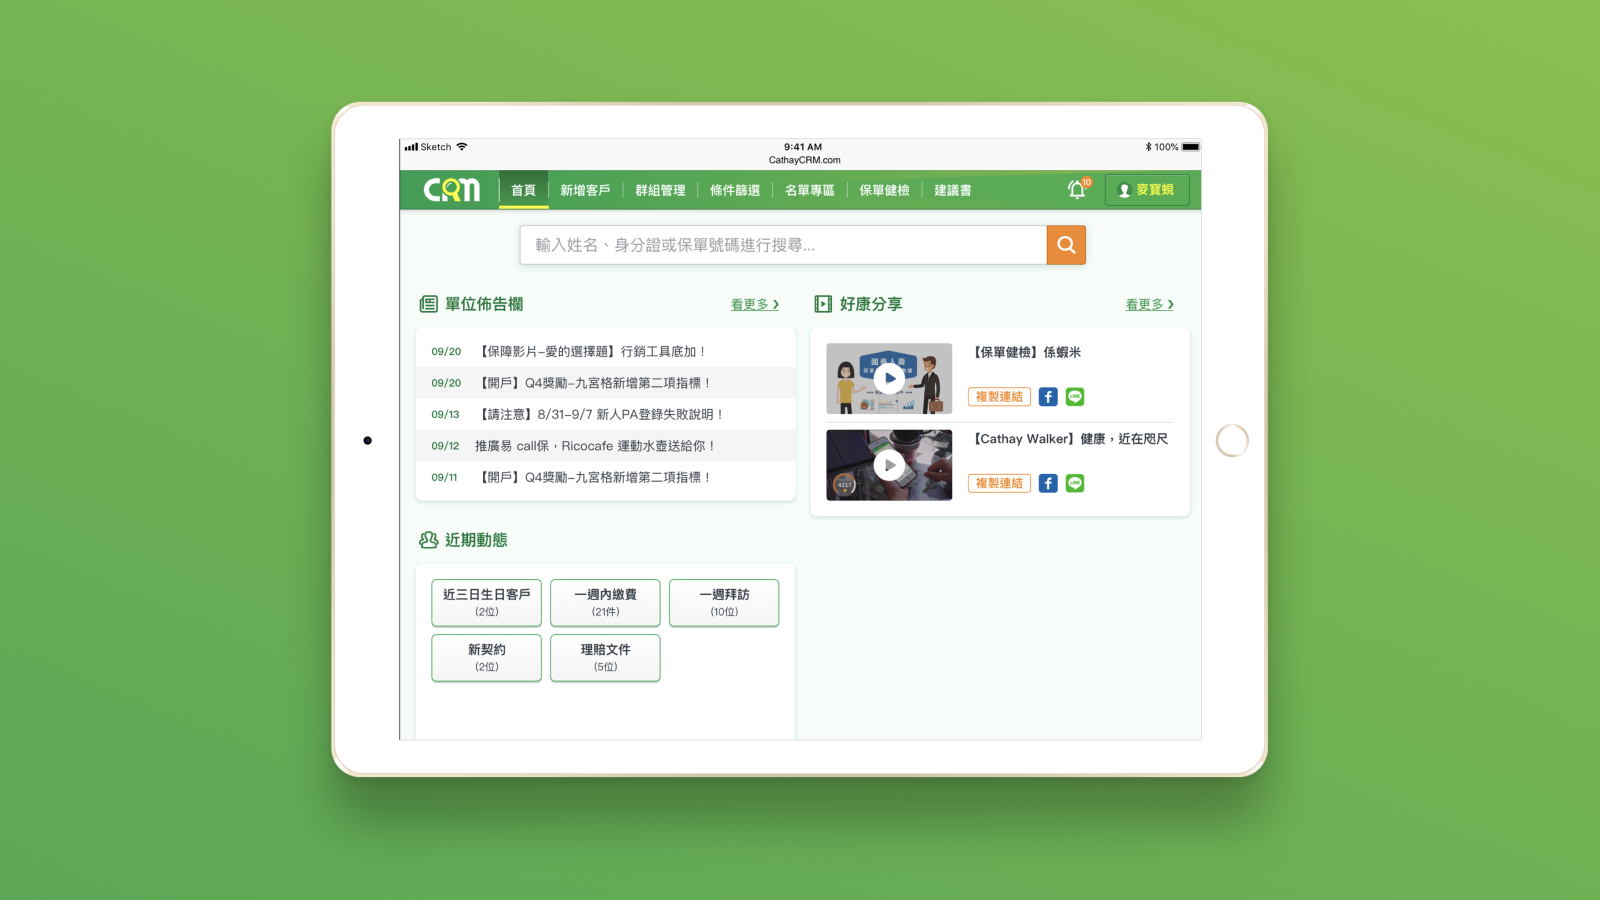 Sketch 9:41 AM 100%
CathayCRM.com
CRM 首頁 新增客戶 群組管理 條件篩選 名單專區 保單健檢 建議書 10 麥寶蜆
輸入姓名、身分證或保單號碼進行搜尋...
單位佈告欄 看更多
09/20 【保障影片–愛的選擇題】行銷工具底加！
09/20 【開戶】Q4獎勵–九宮格新增第二項指標！
09/13 【請注意】8/31–9/7 新人PA登錄失敗說明！
09/12 推廣易 call保，Ricocafe 運動水壺送給你！
09/11 【開戶】Q4獎勵–九宮格新增第二項指標！
好康分享 看更多
國泰人壽
【保單健檢】係蝦米
複製連結 LINE
4317
【Cathay Walker】健康，近在咫尺
複製連結 LINE
近期動態
近三日生日客戶
(2位)
一週內繳費
(21件)
一週拜訪
(10位)
新契約
(2位)
理賠文件
(5位)